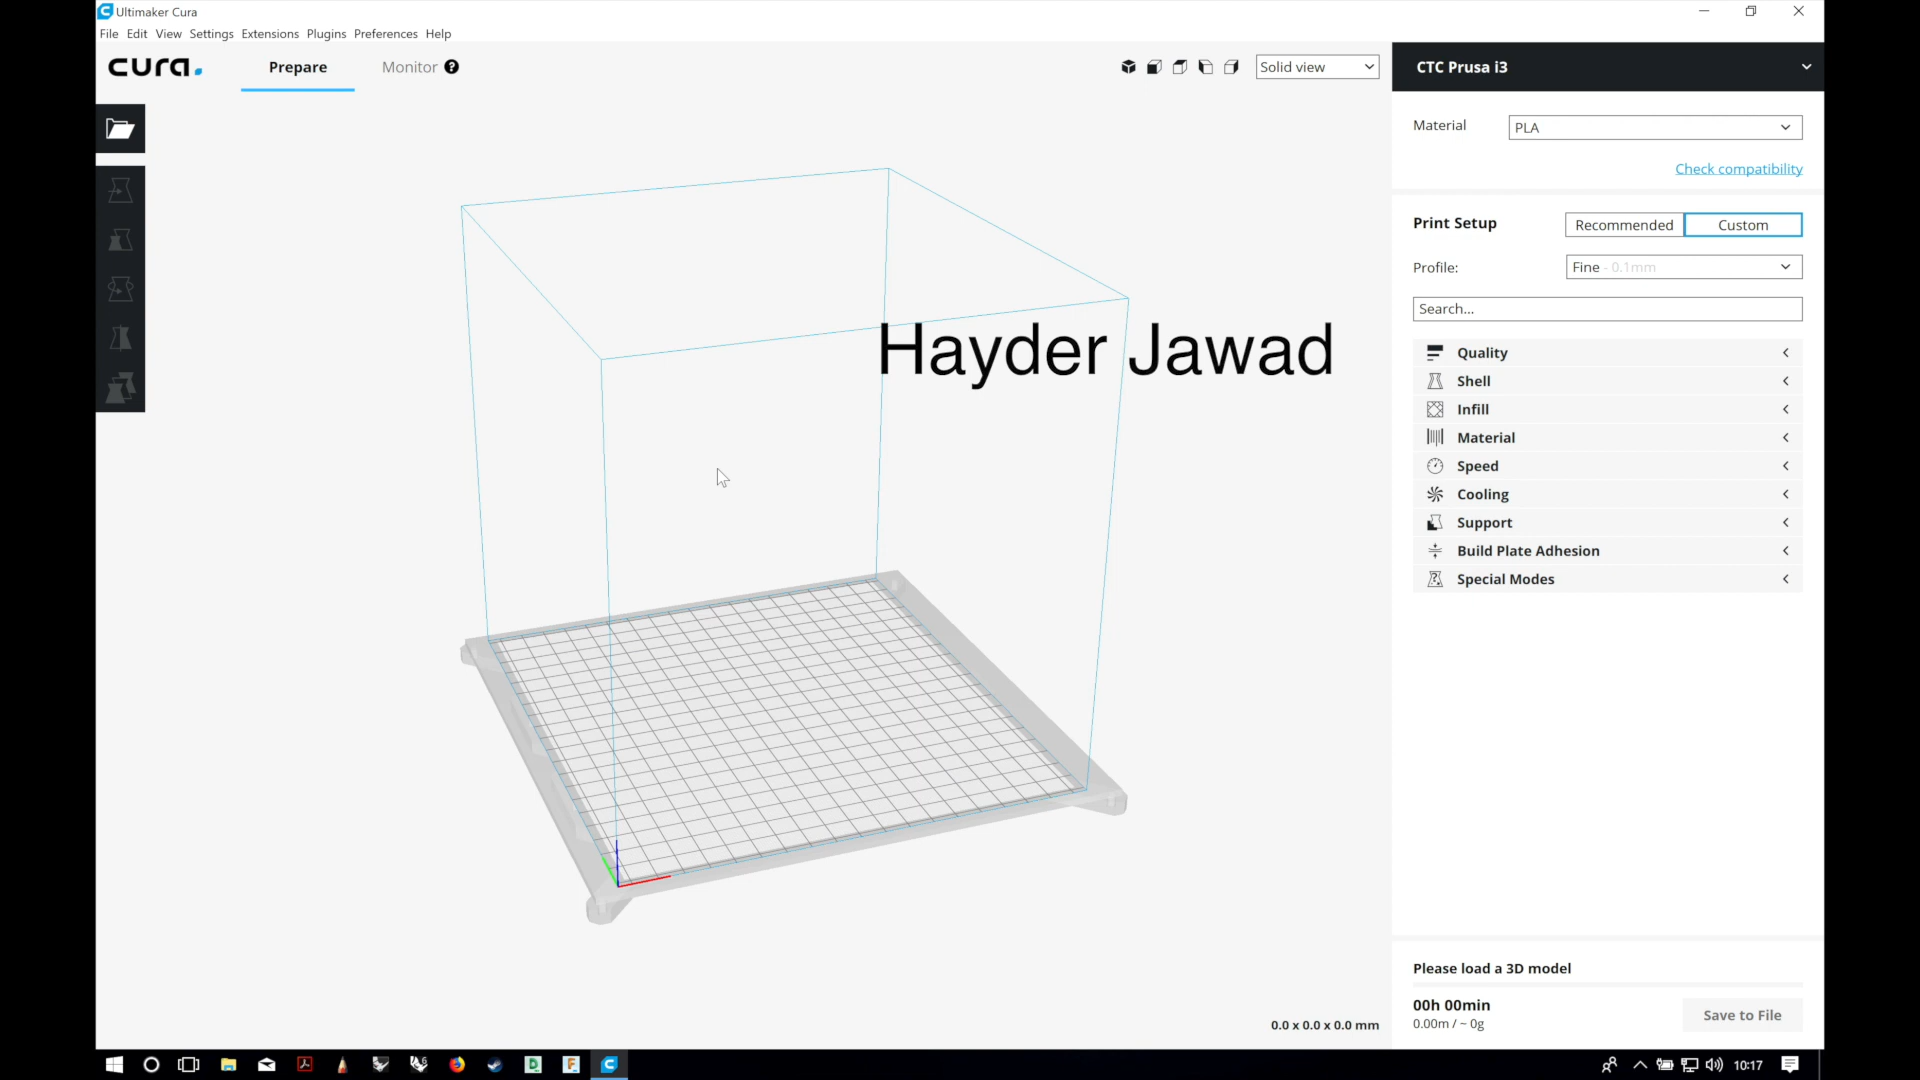 Ultimaker Cura
File Edit View Settings Extensions Plugins Preferences Help
cura.
Prepare
Monitor ?
Solid view
CTC Prusa i3
Material
PLA
Check compatibility
Print Setup
Recommended
Custom
Profile:
Fine - 0.1mm
Search...
Quality
Shell
Infill
Material
Speed
Cooling
Support
Build Plate Adhesion
Special Modes
Hayder Jawad
Please load a 3D model
00h 00min
0.00m / ~ 0g
Save to File
0.0 x 0.0 x 0.0 mm
10:17